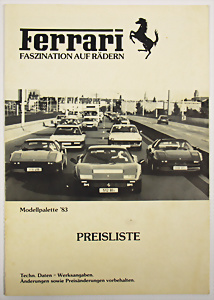 Ferrari
FASZINATION AUF RÄDERN
Modellpalette '83
PREISLISTE
Techn. Daten = Werksangaben.
Änderungen sowie Preisänderungen vorbehalten.